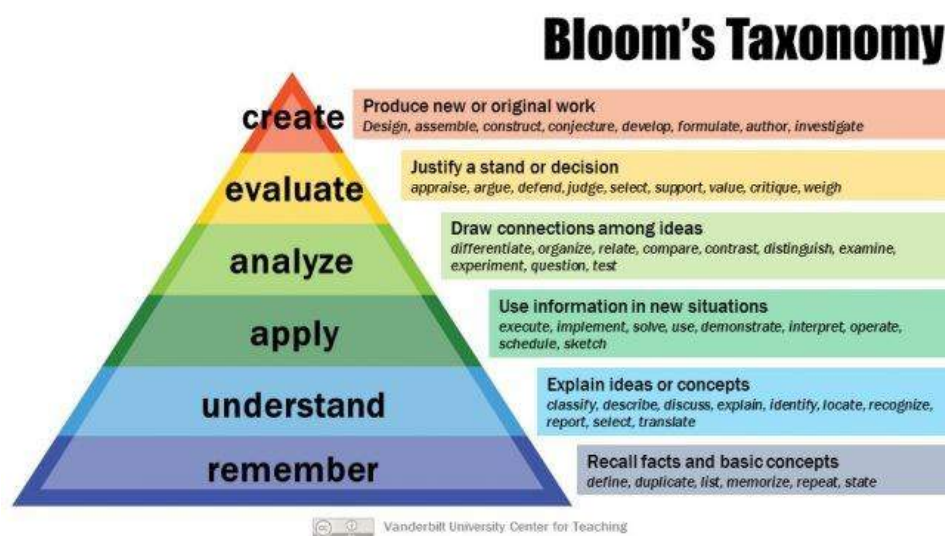 Bloom's Taxonomy
create
Produce new or original work
Design, assemble, construct, conjecture, develop, formulate, author, investigate
evaluate
Justify a stand or decision
appraise, argue, defend, judge, select, support, value, critique, weigh
analyze
Draw connections among ideas
differentiate, organize, relate, compare, contrast, distinguish, examine,
experiment, question, test
apply
Use information in new situations
execute, implement, solve, use, demonstrate, interpret, operate,
schedule, sketch
understand
Explain ideas or concepts
classify, describe, discuss, explain, identify, locate, recognize,
report, select, translate
remember
Recall facts and basic concepts
define, duplicate, list, memorize, repeat, state
cc Vanderbilt University Center for Teaching